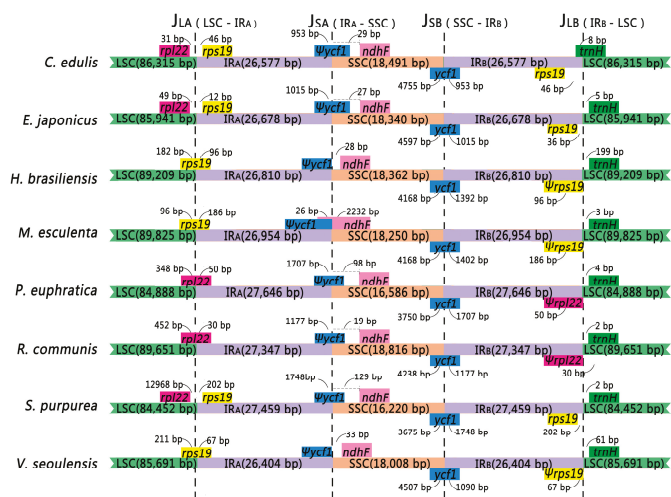 JLA (LSC - IRA) JSA (IRA - SSC) JSB (SSC - IRB) JLB (IRB - LSC)
31 bp 46 bp 953 bp 29 bp 8 bp
rpl22 rps19 Ψycf1 ndhF trnH
C. edulis LSC(86,315 bp) IRA(26,577 bp) SSC(18,491 bp) IRB(26,577 bp) LSC(86,315 bp)
ycf1 rps19
4755 bp 953 bp 46 bp
49 bp 12 bp 1015 bp 27 bp 5 bp
rpl22 rps19 Ψycf1 ndhF trnH
E. japonicus LSC(85,941 bp) IRA(26,678 bp) SSC(18,340 bp) IRB(26,678 bp) LSC(85,941 bp)
ycf1 rps19
4597 bp 1015 bp 36 bp
182 bp 96 bp 28 bp 199 bp
rps19 Ψycf1 ndhF trnH
H. brasiliensis LSC(89,209 bp) IRA(26,810 bp) SSC(18,362 bp) IRB(26,810 bp) LSC(89,209 bp)
ycf1 Ψrps19
4168 bp 1392 bp 96 bp
96 bp 186 bp 26 bp 2232 bp 3 bp
rps19 Ψycf1 ndhF trnH
M. esculenta LSC(89,825 bp) IRA(26,954 bp) SSC(18,250 bp) IRB(26,954 bp) LSC(89,825 bp)
ycf1 Ψrps19
4168 bp 1402 bp 186 bp
348 bp 50 bp 1707 bp 98 bp 4 bp
rpl22 Ψycf1 ndhF trnH
P. euphratica LSC(84,888 bp) IRA(27,646 bp) SSC(16,586 bp) IRB(27,646 bp) LSC(84,888 bp)
ycf1 Ψrpl22
3750 bp 1707 bp 50 bp
452 bp 30 bp 1177 bp 19 bp 2 bp
rpl22 Ψycf1 ndhF trnH
R. communis LSC(89,651 bp) IRA(27,347 bp) SSC(18,816 bp) IRB(27,347 bp) LSC(89,651 bp)
ycf1 Ψrpl22
4238 bp 1177 bp 30 bp
12968 bp 202 bp 1748bp 129 bp 2 bp
rpl22 rps19 Ψycf1 ndhF trnH
S. purpurea LSC(84,452 bp) IRA(27,459 bp) SSC(16,220 bp) IRB(27,459 bp) LSC(84,452 bp)
ycf1 rps19
3675 bp 1748 bp 202 bp
211 bp 67 bp 33 bp 61 bp
rps19 Ψycf1 ndhF trnH
V. seoulensis LSC(85,691 bp) IRA(26,404 bp) SSC(18,008 bp) IRB(26,404 bp) LSC(85,691 bp)
ycf1 Ψrps19
4507 bp 1090 bp 67 bp